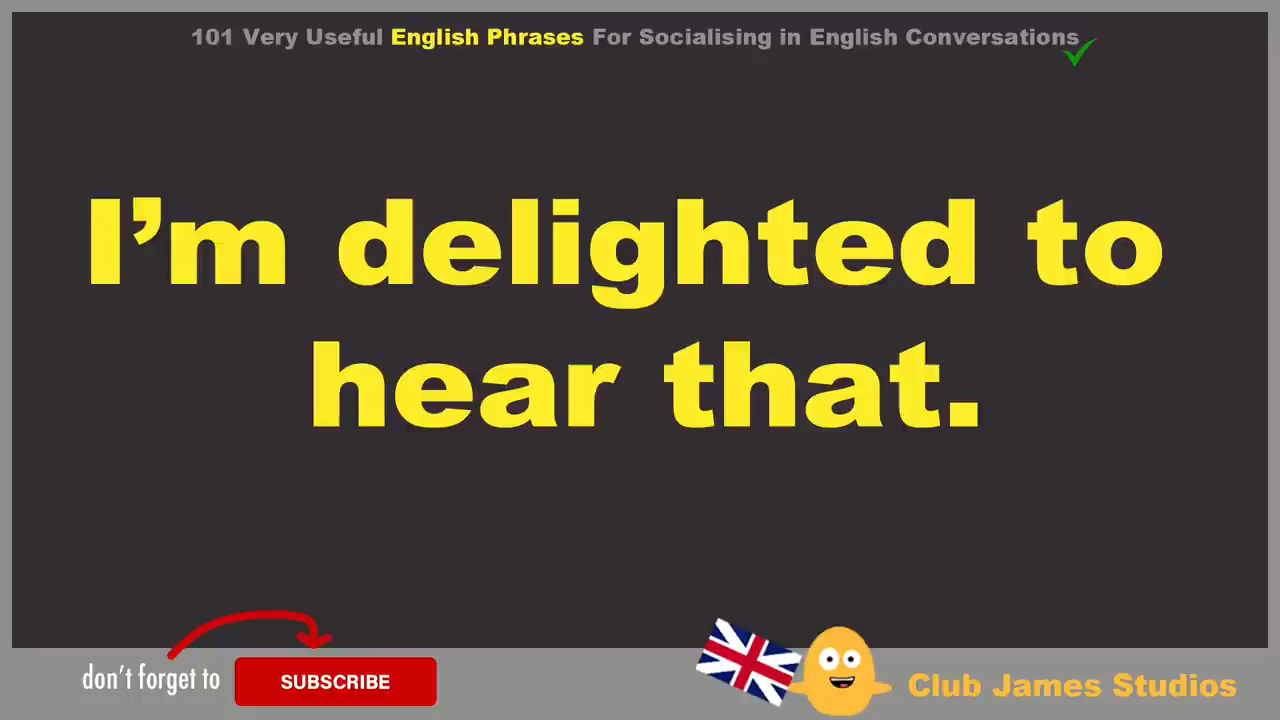 101 Very Useful English Phrases For Socialising in English Conversations
I’m delighted to
hear that.
don't forget to
SUBSCRIBE
Club James Studios